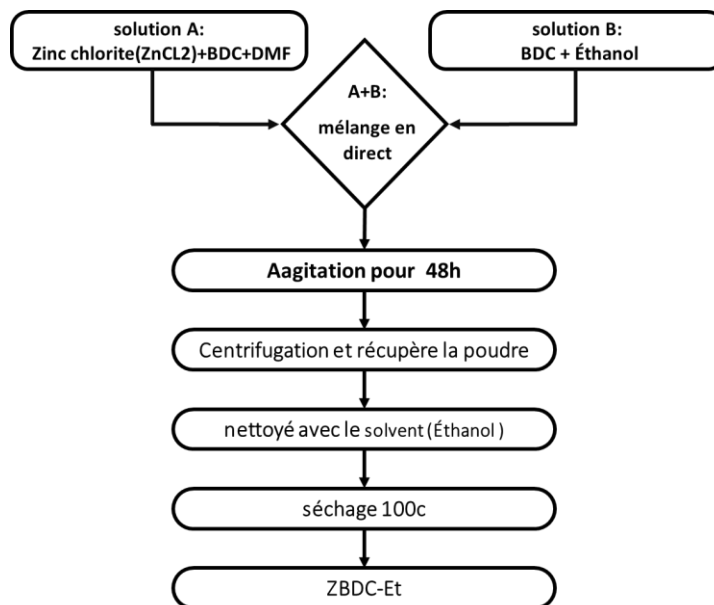 solution A:
Zinc chlorite(ZnCL2)+BDC+DMF
solution B:
BDC + Éthanol
A+B:
mélange en
direct
Aagitation pour 48h
Centrifugation et récupère la poudre
nettoyé avec le solvent (Éthanol )
séchage 100c
ZBDC-Et